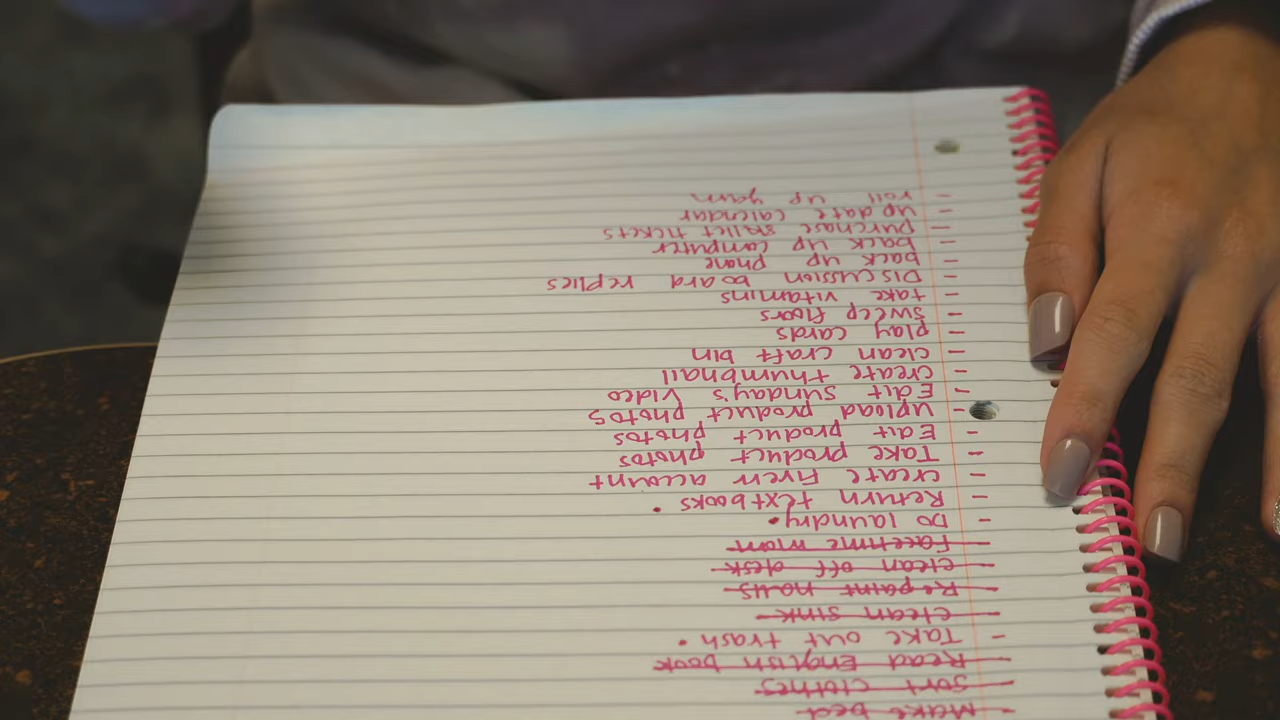 - Make bed
- Sort clothes
- Read English book
- Take out trash •
- clean sink
- Repaint nails
- clean off desk
- Facetime mom
- Do laundry •
- Return textbooks •
- create Fiverr account
- Take product photos
- Edit product photos
- Upload product photos
- Edit Sunday's video
- create thumbnail
- clean craft bin
- play cards
- sweep floors
- take vitamins
- Discussion board replies
- back up phone
- back up computer
- purchase skillet tickets
- update calendar
- roll up yarn